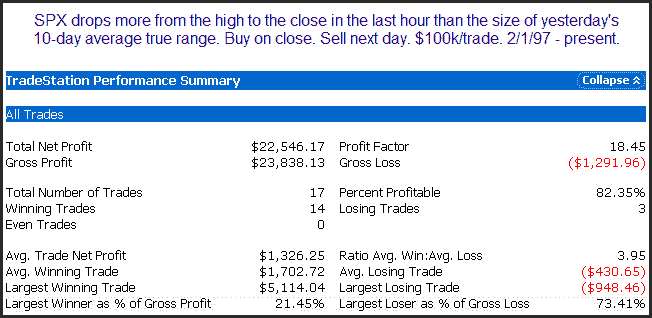 SPX drops more from the high to the close in the last hour than the size of yesterday's
10-day average true range. Buy on close. Sell next day. $100k/trade. 2/1/97 - present.
TradeStation Performance Summary Collapse
All Trades
Total Net Profit $22,546.17 Profit Factor 18.45
Gross Profit $23,838.13 Gross Loss ($1,291.96)
Total Number of Trades 17 Percent Profitable 82.35%
Winning Trades 14 Losing Trades 3
Even Trades 0
Avg. Trade Net Profit $1,326.25 Ratio Avg. Win:Avg. Loss 3.95
Avg. Winning Trade $1,702.72 Avg. Losing Trade ($430.65)
Largest Winning Trade $5,114.04 Largest Losing Trade ($948.46)
Largest Winner as % of Gross Profit 21.45% Largest Loser as % of Gross Loss 73.41%